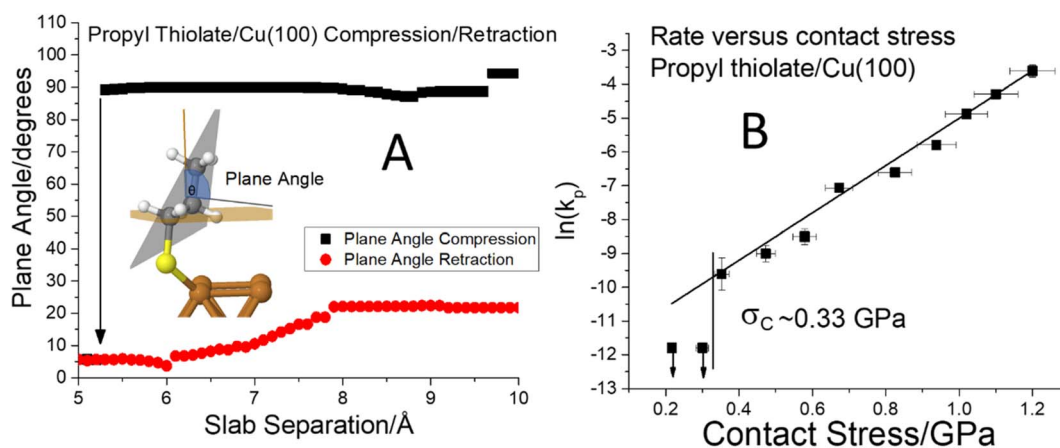 Propyl Thiolate/Cu(100) Compression/Retraction
A
Plane Angle
θ
Plane Angle Compression
Plane Angle Retraction
Plane Angle/degrees
110
100
90
80
70
60
50
40
30
20
10
0
5
6
7
8
9
10
Slab Separation/Å
Rate versus contact stress
Propyl thiolate/Cu(100)
B
σC ~0.33 GPa
ln(kp)
-3
-4
-5
-6
-7
-8
-9
-10
-11
-12
-13
0.2
0.4
0.6
0.8
1.0
1.2
Contact Stress/GPa